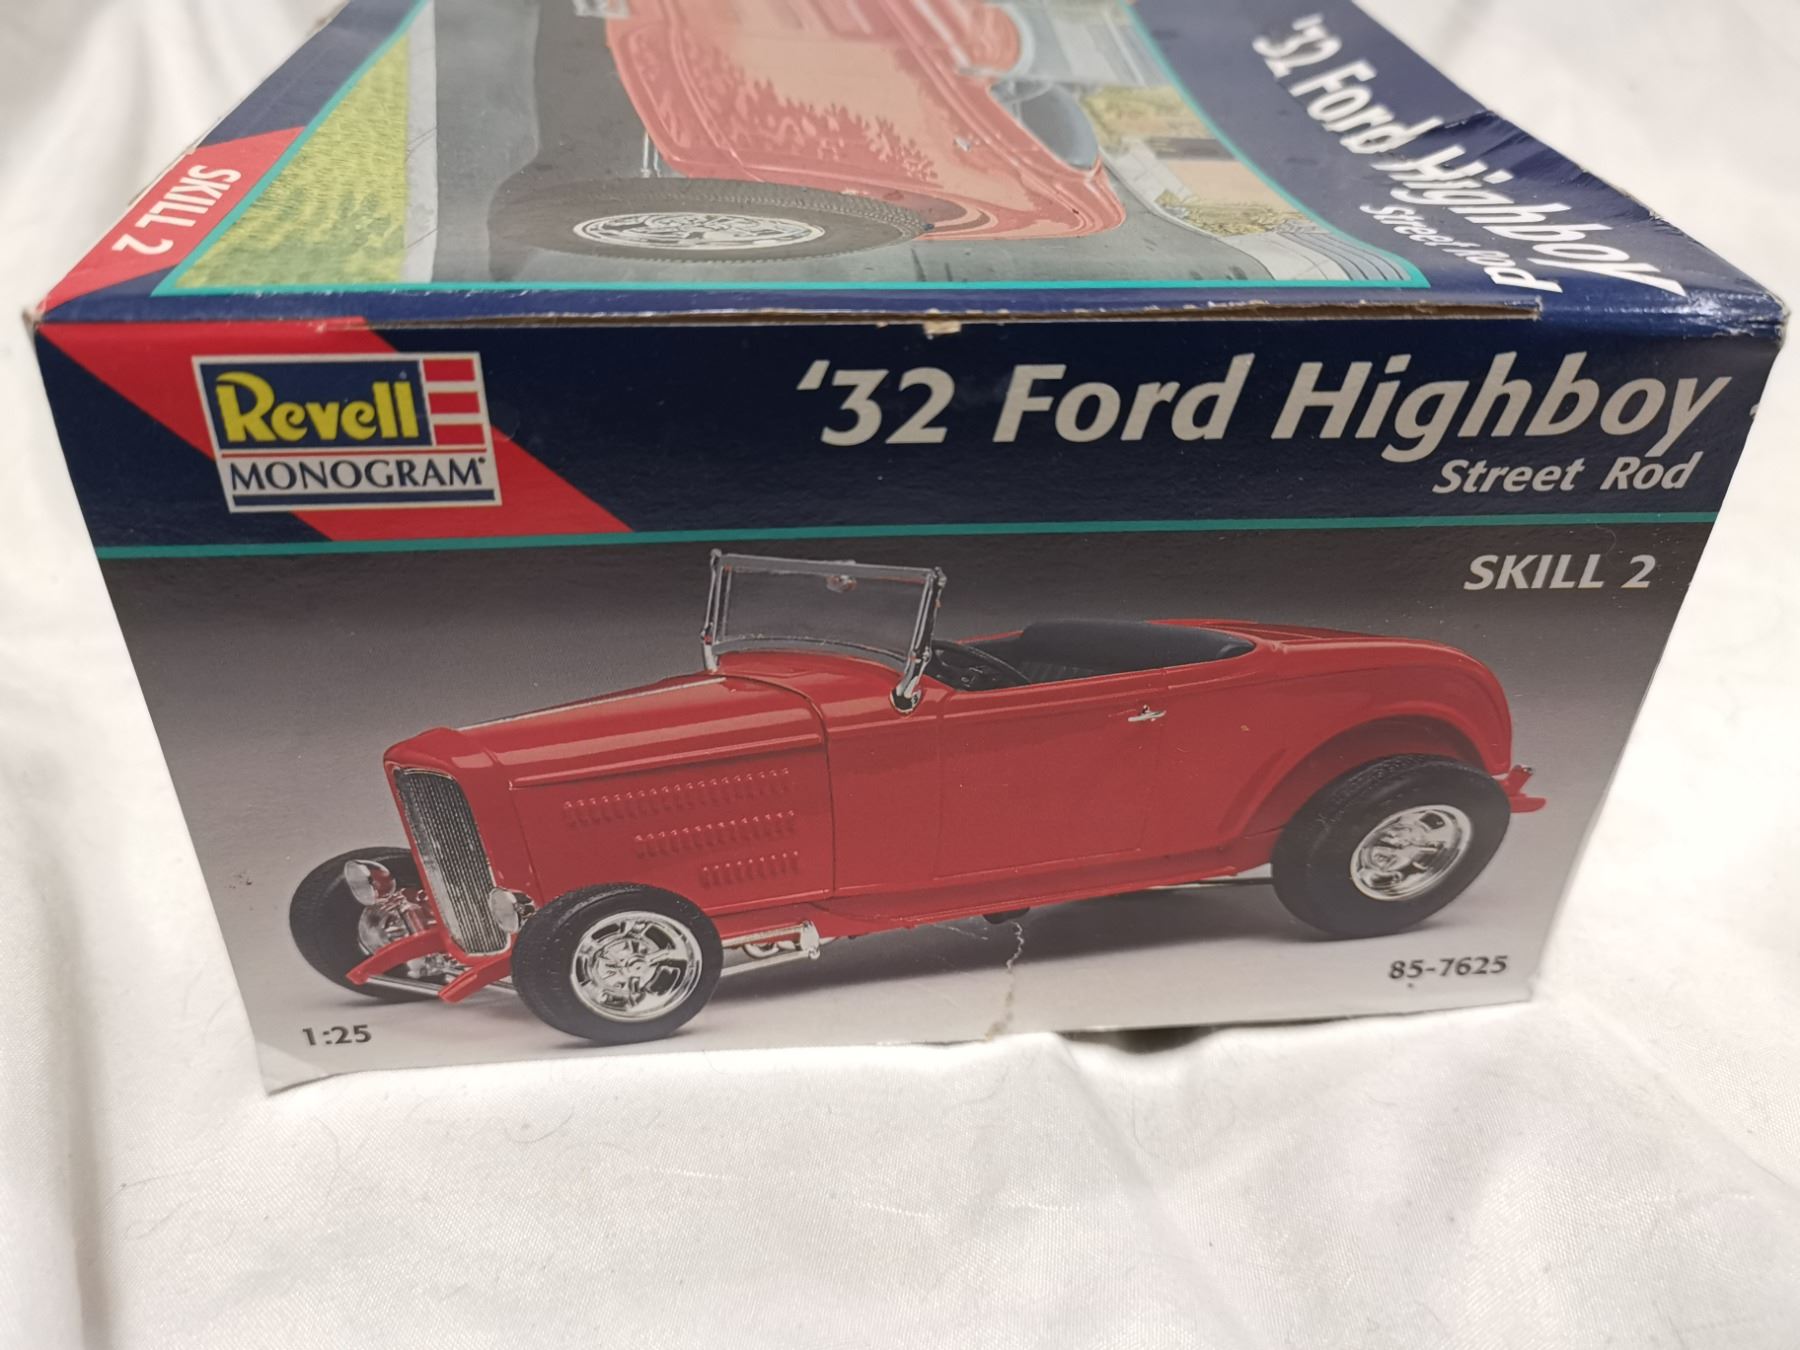 SKILL 2
'32 Ford Highboy
Street Rod
Revell
MONOGRAM
'32 Ford Highboy
Street Rod
SKILL 2
85-7625
1:25